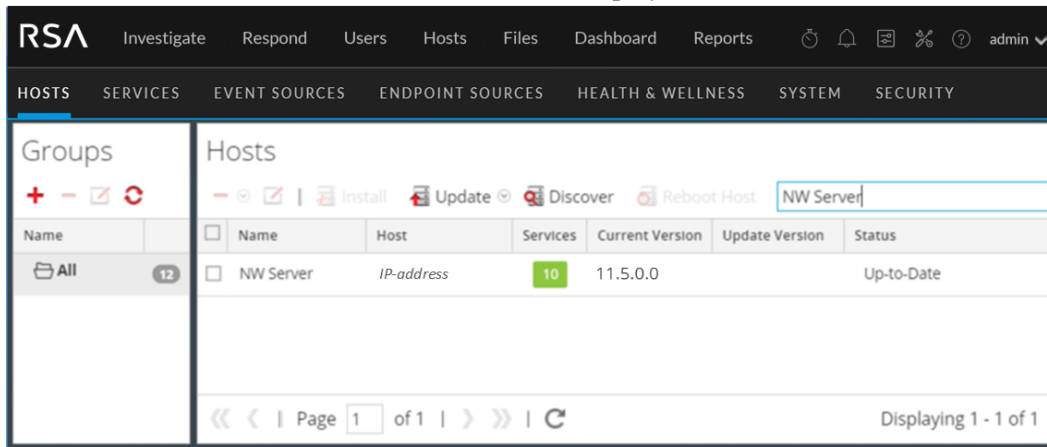 RSA Investigate Respond Users Hosts Files Dashboard Reports admin
HOSTS SERVICES EVENT SOURCES ENDPOINT SOURCES HEALTH & WELLNESS SYSTEM SECURITY
Groups
Hosts
Install Update Discover Reboot Host NW Server
Name
Name Host Services Current Version Update Version Status
All 12
NW Server IP-address 10 11.5.0.0 Up-to-Date
Page 1 of 1 Displaying 1 - 1 of 1